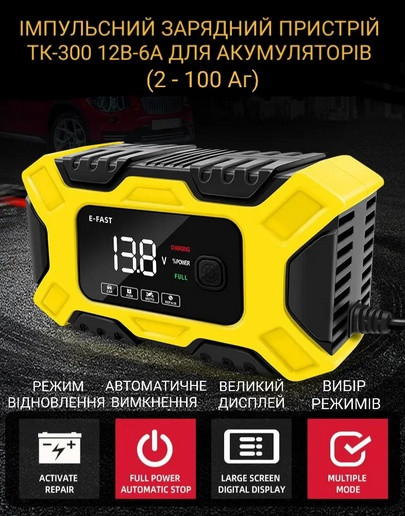 ІМПУЛЬСНИЙ ЗАРЯДНИЙ ПРИСТРІЙ
ТК-300 12В-6А ДЛЯ АКУМУЛЯТОРІВ
(2 - 100 Аг)
E-FAST
13.8 V
CHARGING
%POWER
FULL
CAR
REPAIR
РЕЖИМ ВІДНОВЛЕННЯ
АВТОМАТИЧНЕ ВИМКНЕННЯ
ВЕЛИКИЙ ДИСПЛЕЙ
ВИБІР РЕЖИМІВ
ACTIVATE
REPAIR
FULL POWER
AUTOMATIC STOP
LARGE SCREEN
DIGITAL DISPLAY
MULTIPLE
MODE